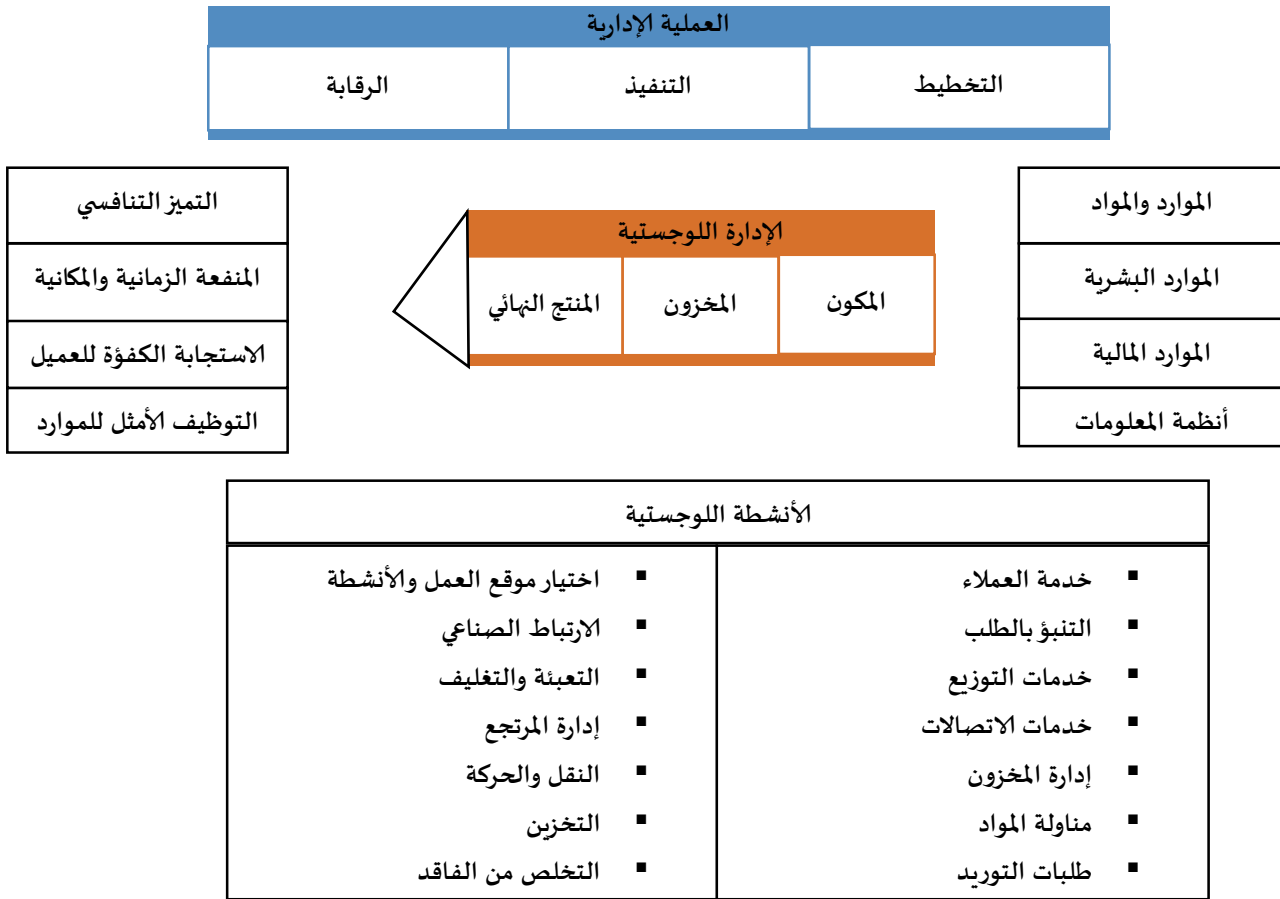 العملية الإدارية
التخطيط
التنفيذ
الرقابة
الموارد والمواد
الموارد البشرية
الموارد المالية
أنظمة المعلومات
الإدارة اللوجستية
المكون
المخزون
المنتج النهائي
التميز التنافسي
المنفعة الزمانية والمكانية
الاستجابة الكفؤة للعميل
التوظيف الأمثل للموارد
الأنشطة اللوجستية
▪ خدمة العملاء
▪ التنبؤ بالطلب
▪ خدمات التوزيع
▪ خدمات الاتصالات
▪ إدارة المخزون
▪ مناولة المواد
▪ طلبات التوريد
▪ اختيار موقع العمل والأنشطة
▪ الارتباط الصناعي
▪ التعبئة والتغليف
▪ إدارة المرتجع
▪ النقل والحركة
▪ التخزين
▪ التخلص من الفاقد